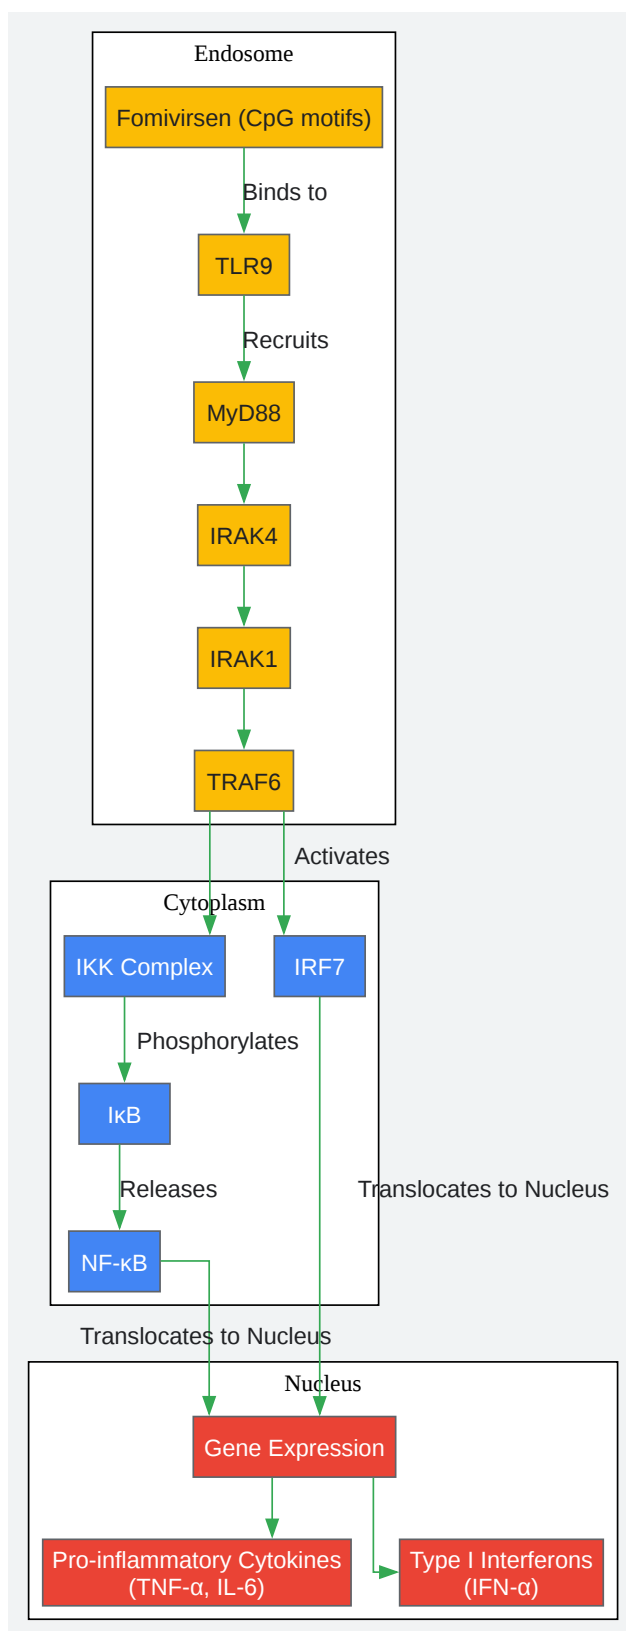 Endosome
Fomivirsen (CpG motifs)
Binds to
TLR9
Recruits
MyD88
IRAK4
IRAK1
TRAF6
Activates
Cytoplasm
IKK Complex
IRF7
Phosphorylates
IκB
Releases
Translocates to Nucleus
NF-κB
Translocates to Nucleus
Nucleus
Gene Expression
Pro-inflammatory Cytokines
(TNF-α, IL-6)
Type I Interferons
(IFN-α)